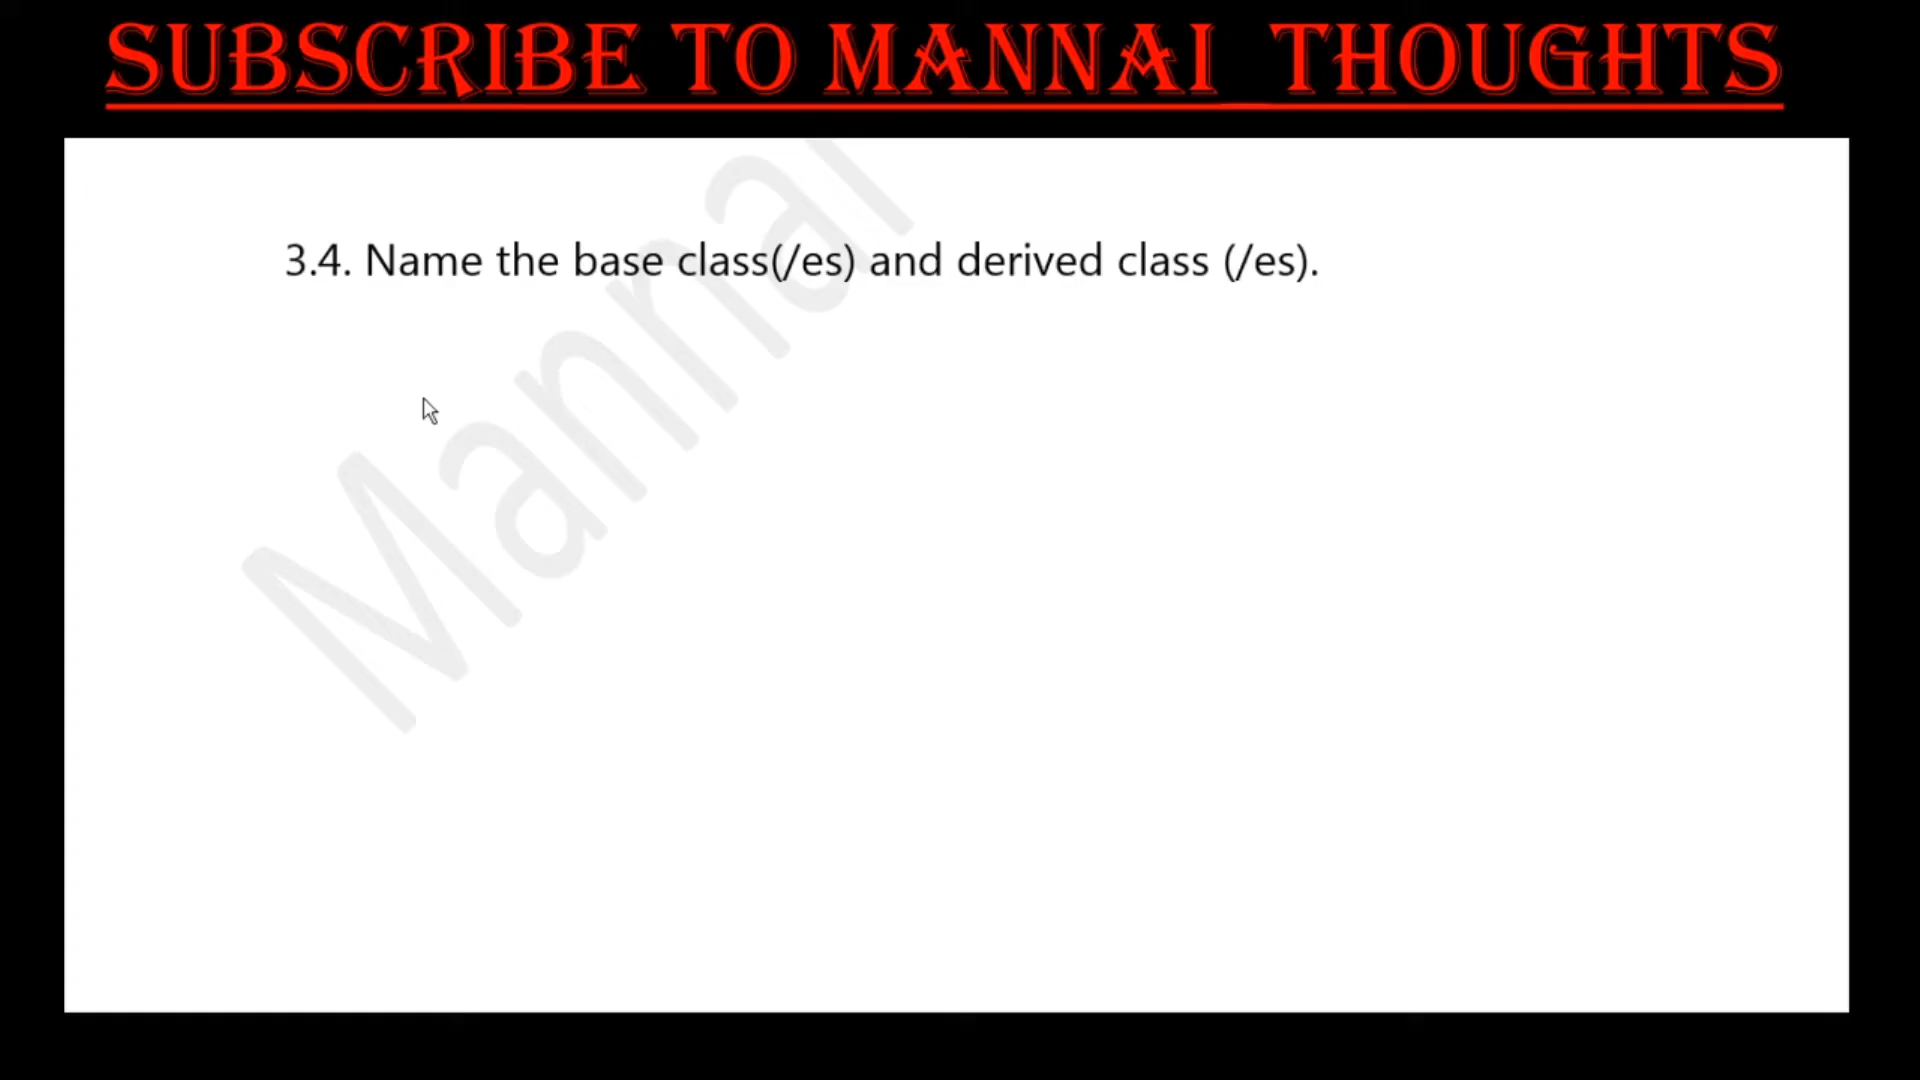 SUBSCRIBE TO MANNAI THOUGHTS
3.4. Name the base class(/es) and derived class (/es).
Mannai